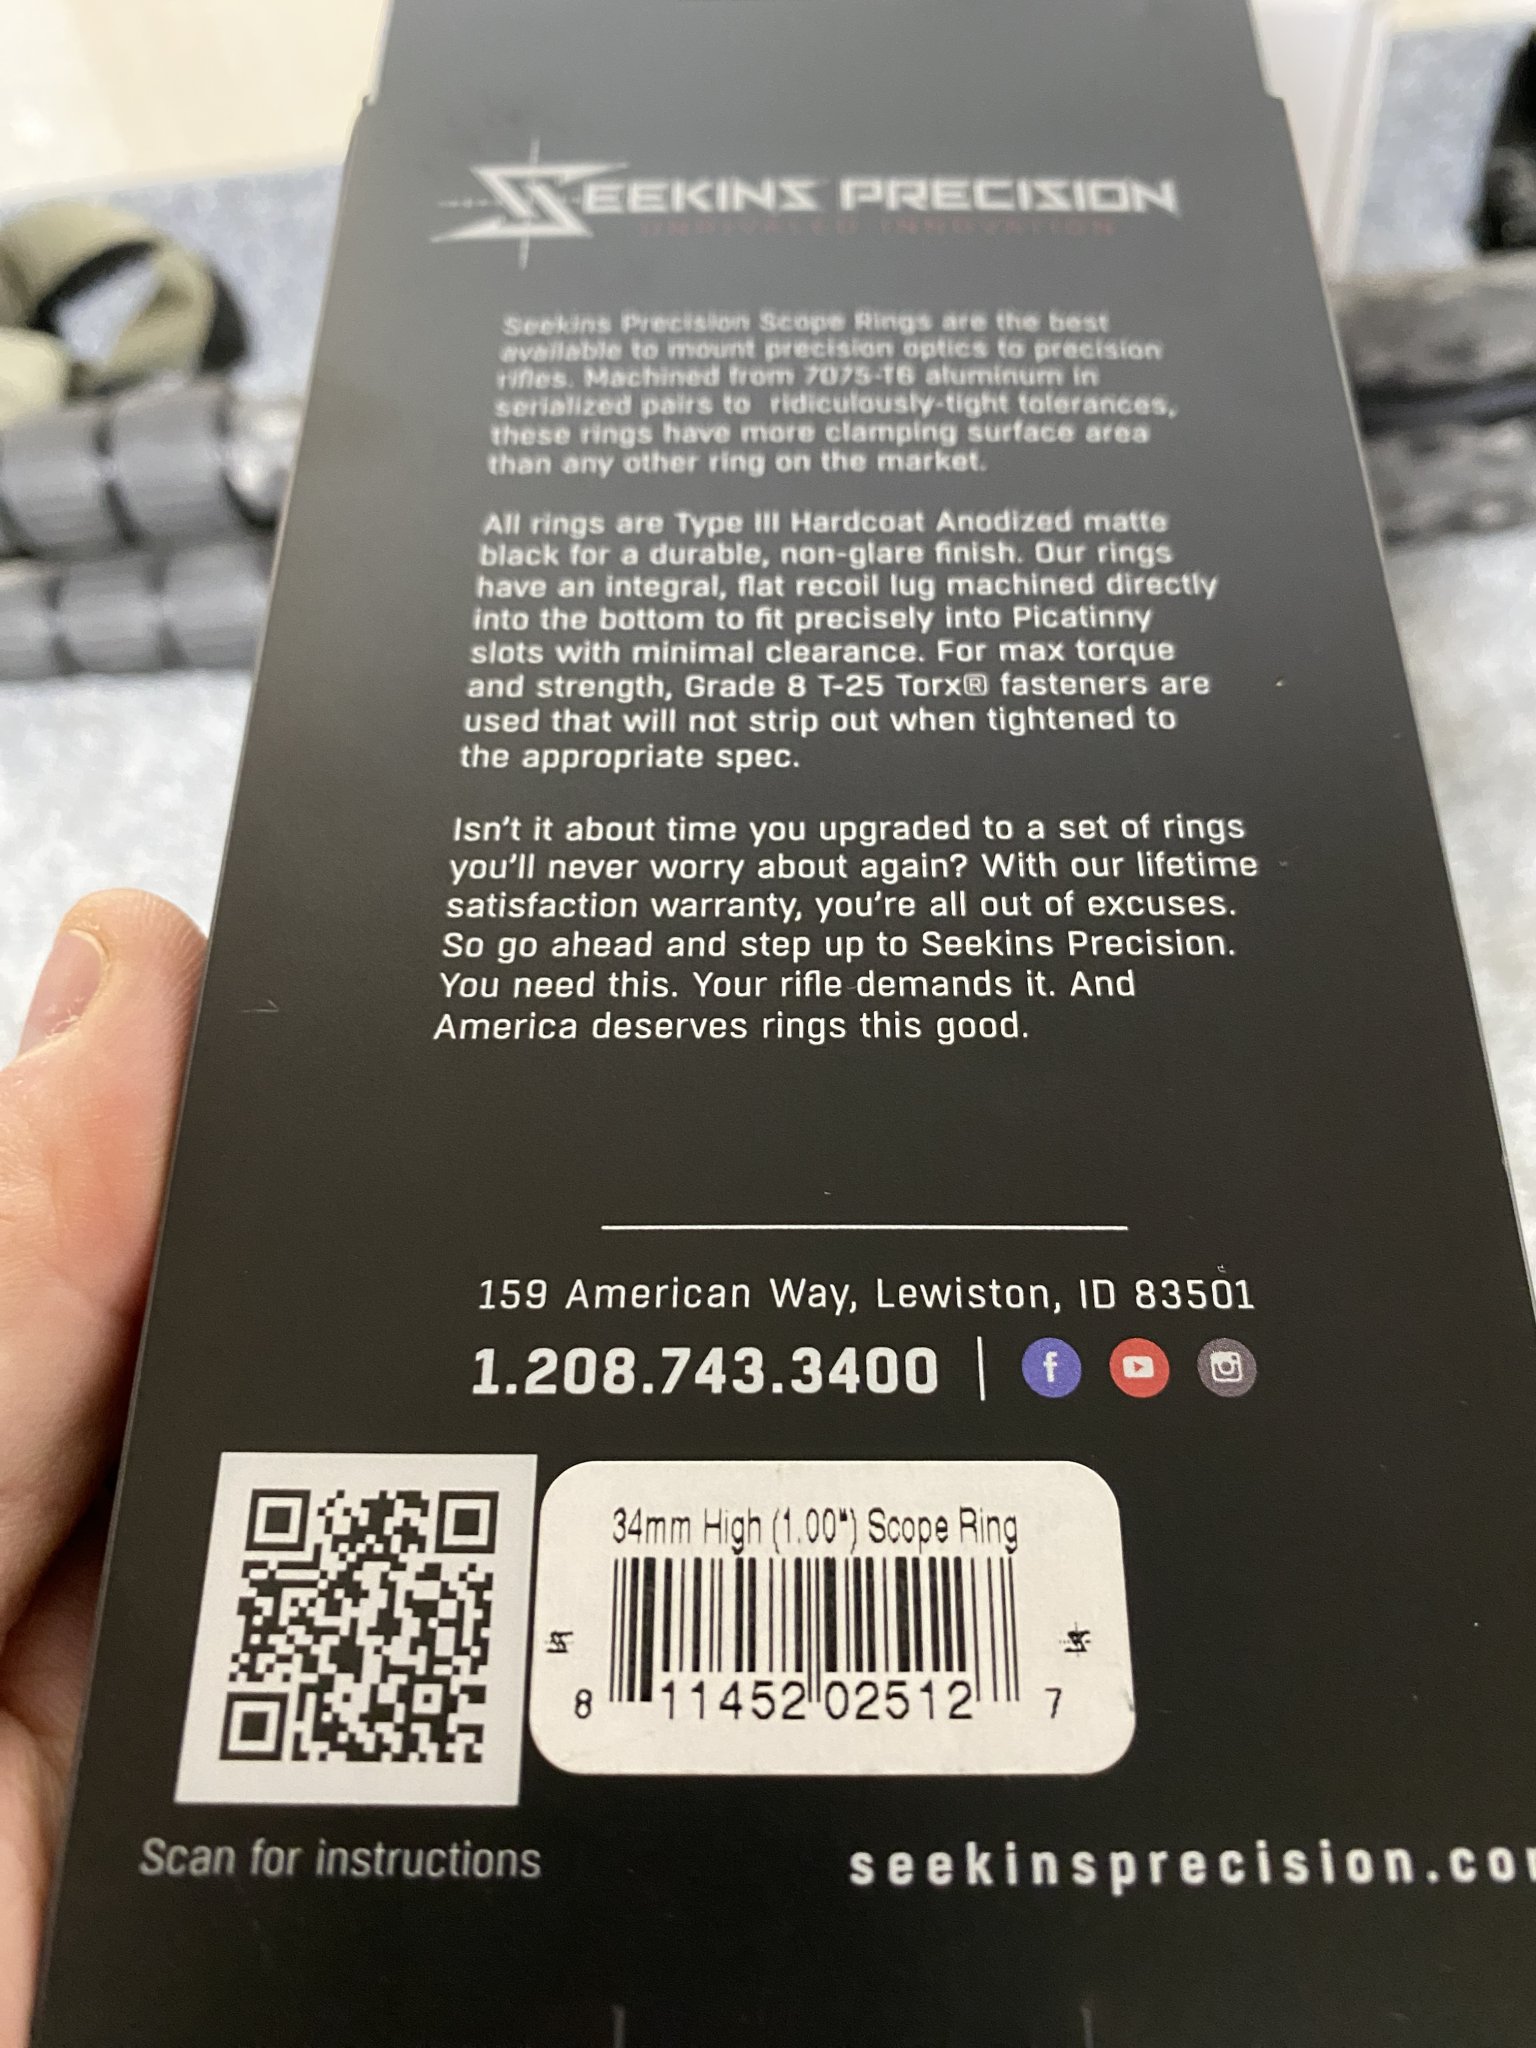 SEEKINS PRECISION
UNRIVALED INNOVATION
Seekins Precision Scope Rings are the best
available to mount precision optics to precision
rifles. Machined from 7075-T6 aluminum in
serialized pairs to ridiculously-tight tolerances,
these rings have more clamping surface area
than any other ring on the market.
All rings are Type III Hardcoat Anodized matte
black for a durable, non-glare finish. Our rings
have an integral, flat recoil lug machined directly
into the bottom to fit precisely into Picatinny
slots with minimal clearance. For max torque
and strength, Grade 8 T-25 Torx® fasteners are
used that will not strip out when tightened to
the appropriate spec.
Isn't it about time you upgraded to a set of rings
you'll never worry about again? With our lifetime
satisfaction warranty, you're all out of excuses.
So go ahead and step up to Seekins Precision.
You need this. Your rifle demands it. And
America deserves rings this good.
159 American Way, Lewiston, ID 83501
1.208.743.3400
34mm High (1.00") Scope Ring
8 11452 02512 7
Scan for instructions
seekinsprecision.co